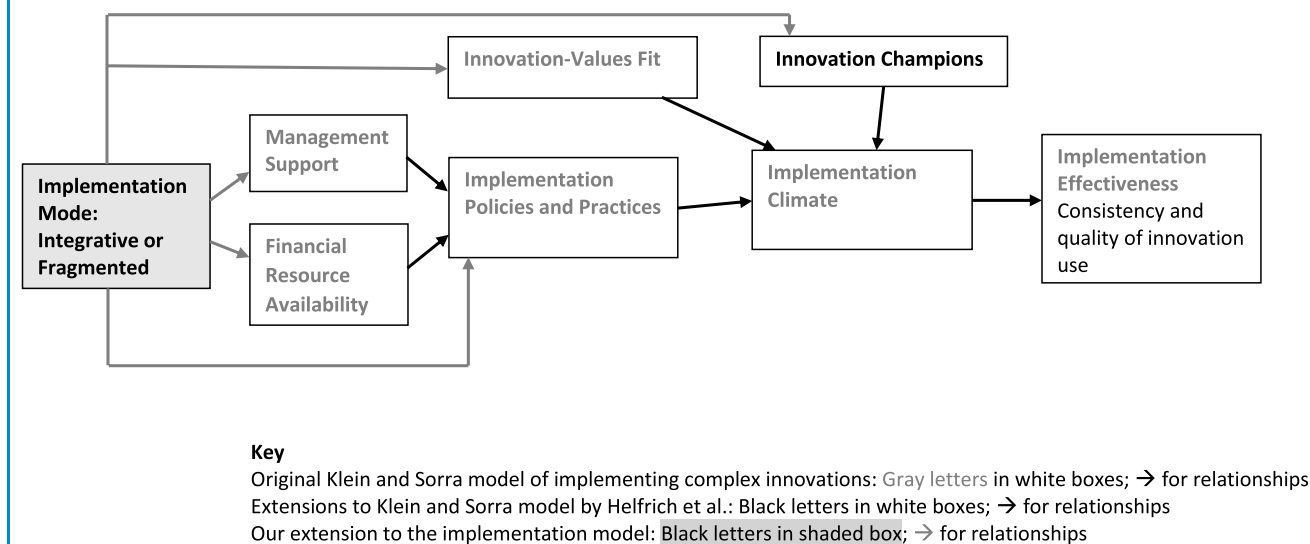 Innovation-Values Fit
Innovation Champions
Management
Support
Implementation
Mode:
Integrative or
Fragmented
Implementation
Policies and Practices
Implementation
Climate
Implementation
Effectiveness
Consistency and
quality of innovation
use
Financial
Resource
Availability
Key
Original Klein and Sorra model of implementing complex innovations: Gray letters in white boxes; → for relationships
Extensions to Klein and Sorra model by Helfrich et al.: Black letters in white boxes; → for relationships
Our extension to the implementation model: Black letters in shaded box; → for relationships